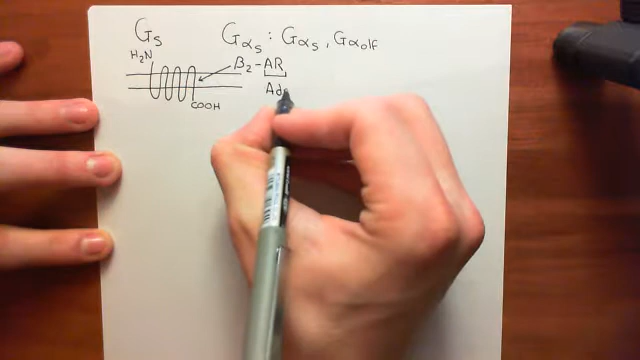 Gs Gαs : Gαs, Gαolf
H₂N
β₂-AR
Ad
COOH